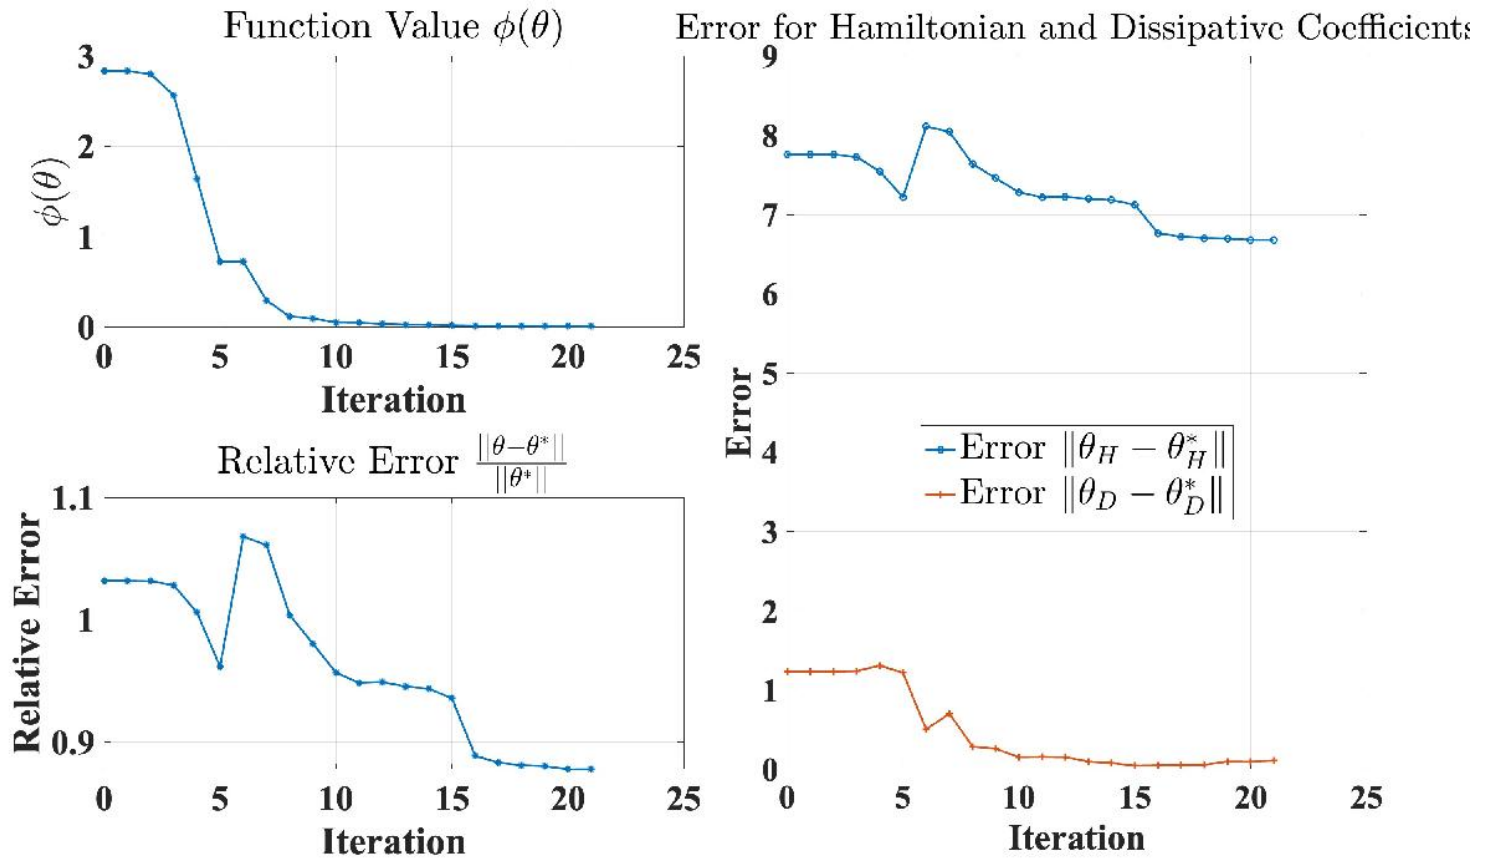 Function Value ϕ(θ)
3
2
1
0
ϕ(θ)
0 5 10 15 20 25
Iteration
Relative Error ||θ−θ*|| / ||θ*||
1.1
1
0.9
Relative Error
0 5 10 15 20 25
Iteration
Error for Hamiltonian and Dissipative Coefficients
9
8
7
6
5
4
3
2
1
0
Error
Error ‖θ_H − θ*_H‖
Error ‖θ_D − θ*_D‖
0 5 10 15 20 25
Iteration